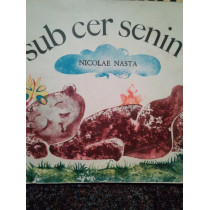 sub cer senin
NICOLAE NASTA